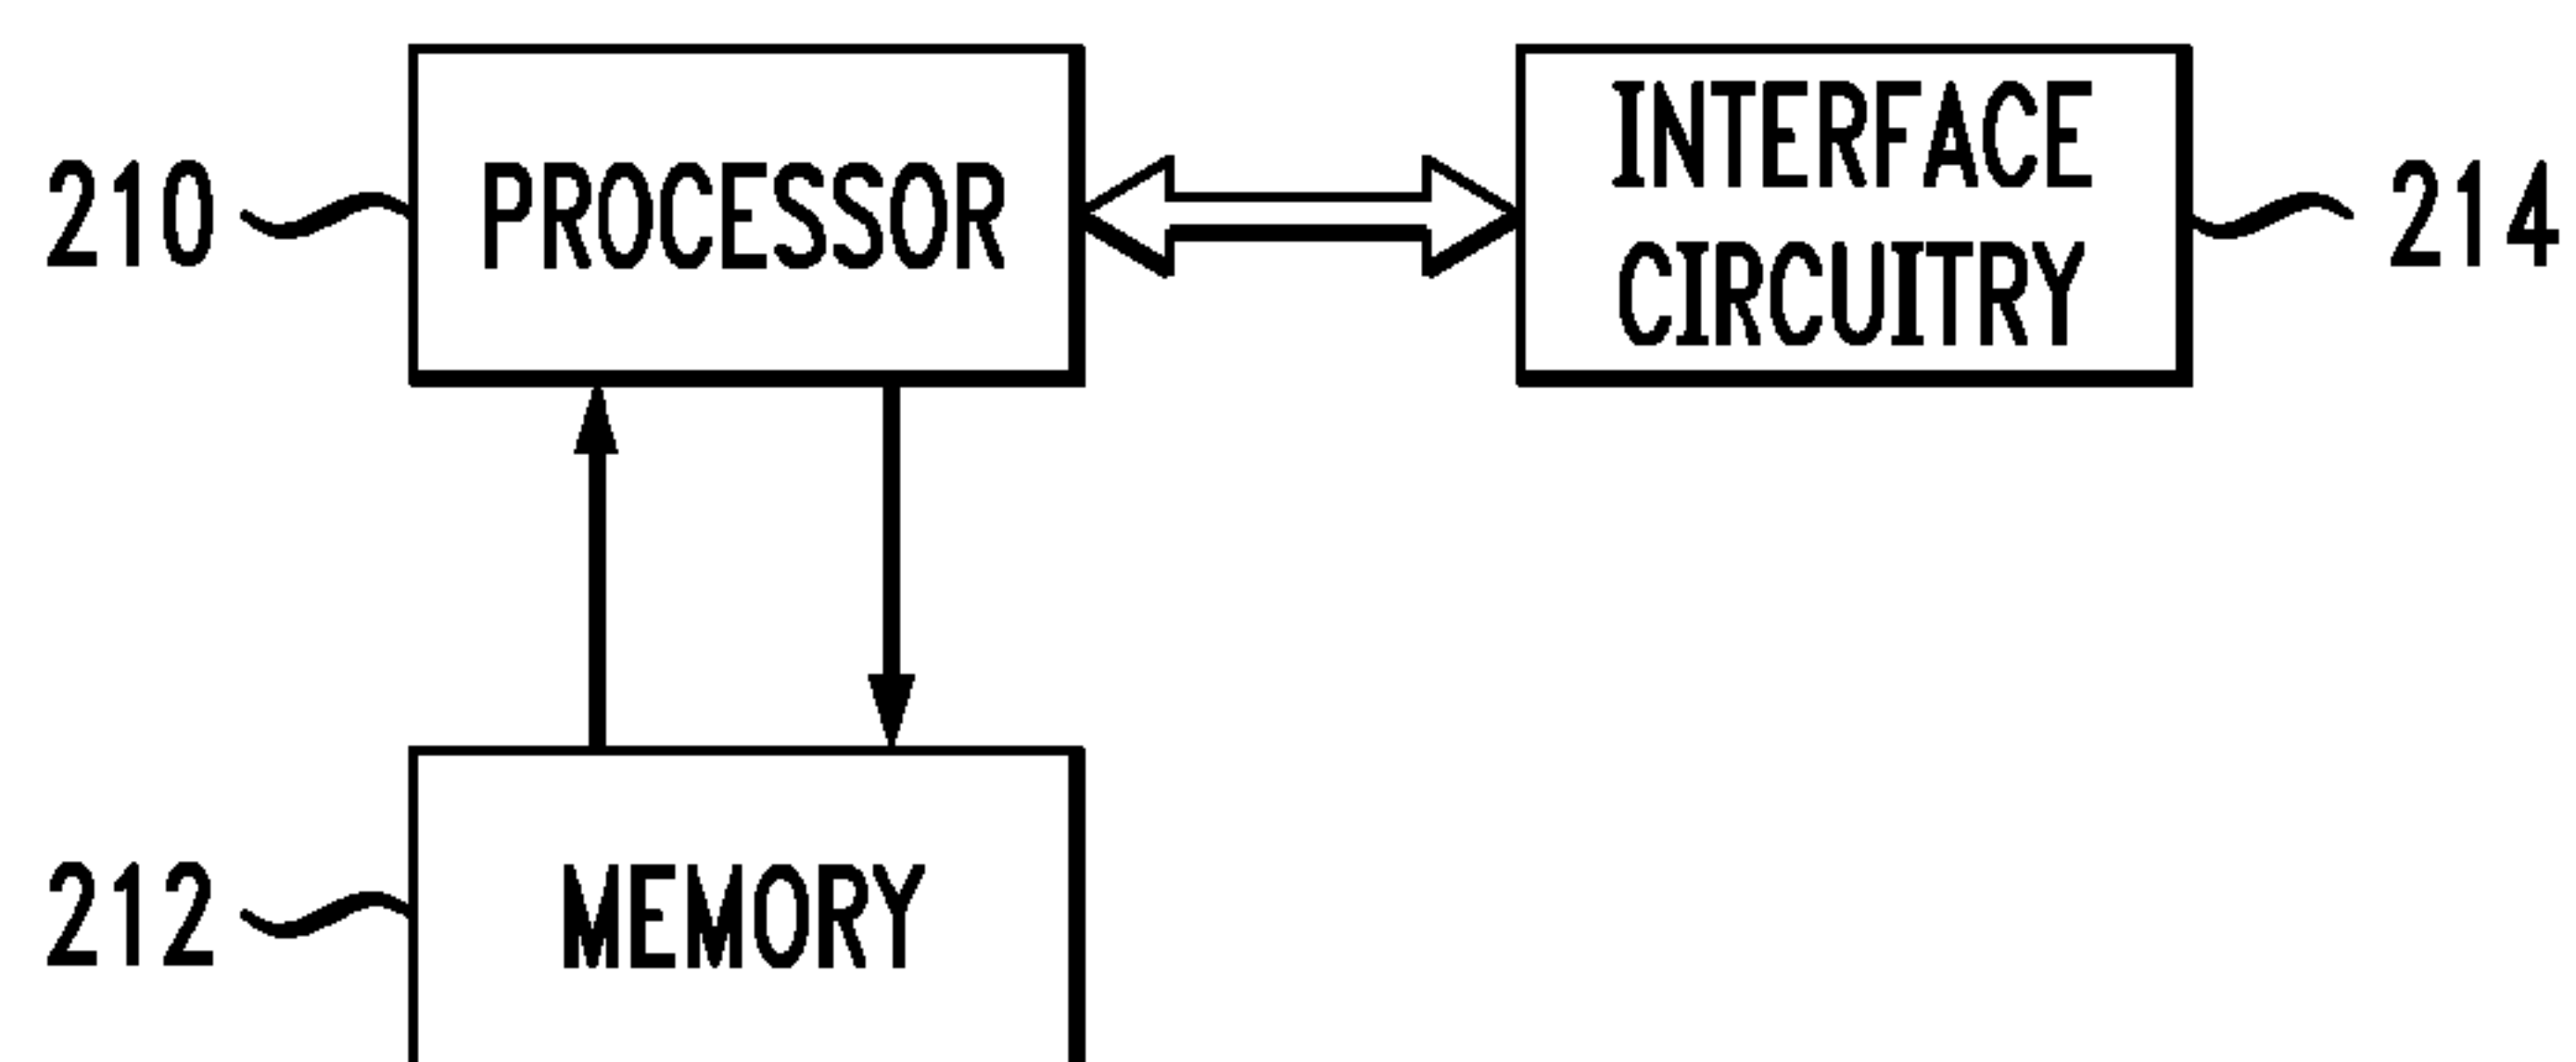 210
PROCESSOR
INTERFACE
CIRCUITRY
214
212
MEMORY